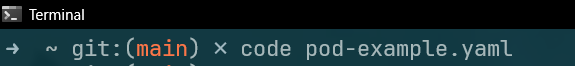 Terminal
→ ~ git:(main) ✕ code pod-example.yaml